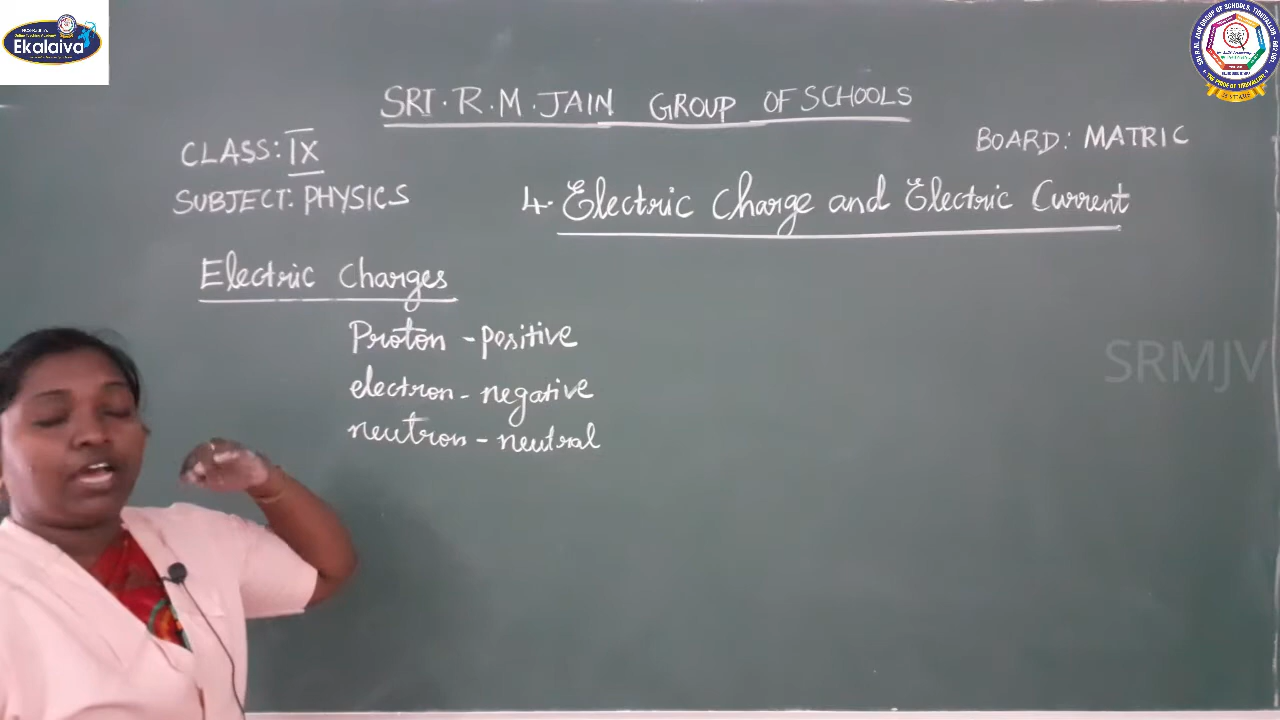 Ekalaiva
SRI.R.M.JAIN GROUP OF SCHOOLS
CLASS: IX
BOARD: MATRIC
SUBJECT: PHYSICS
4. Electric Charge and Electric Current
Electric Charges
Proton - positive
electron - negative
neutron - neutral
SRMJV